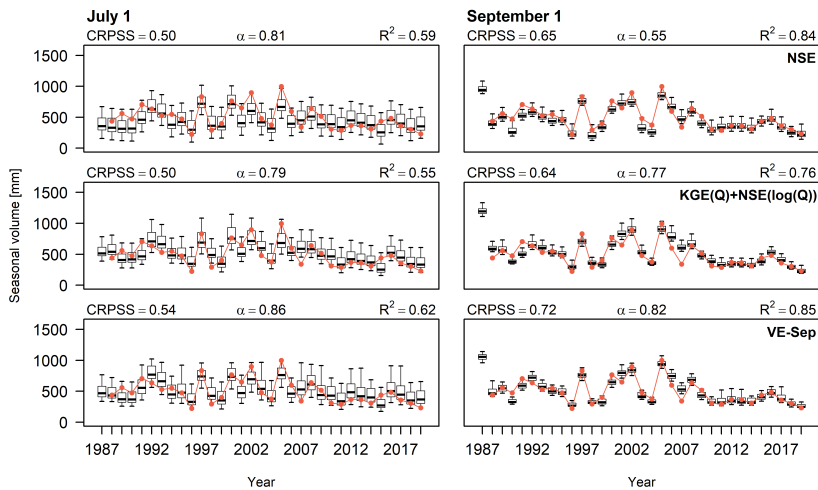 July 1
September 1
CRPSS = 0.50 α = 0.81 R² = 0.59
CRPSS = 0.65 α = 0.55 R² = 0.84
1500
1000
500
0
NSE
CRPSS = 0.50 α = 0.79 R² = 0.55
CRPSS = 0.64 α = 0.77 R² = 0.76
Seasonal volume [mm]
1500
1000
500
0
KGE(Q)+NSE(log(Q))
CRPSS = 0.54 α = 0.86 R² = 0.62
CRPSS = 0.72 α = 0.82 R² = 0.85
1500
1000
500
0
VE-Sep
1987 1992 1997 2002 2007 2012 2017
1987 1992 1997 2002 2007 2012 2017
Year
Year